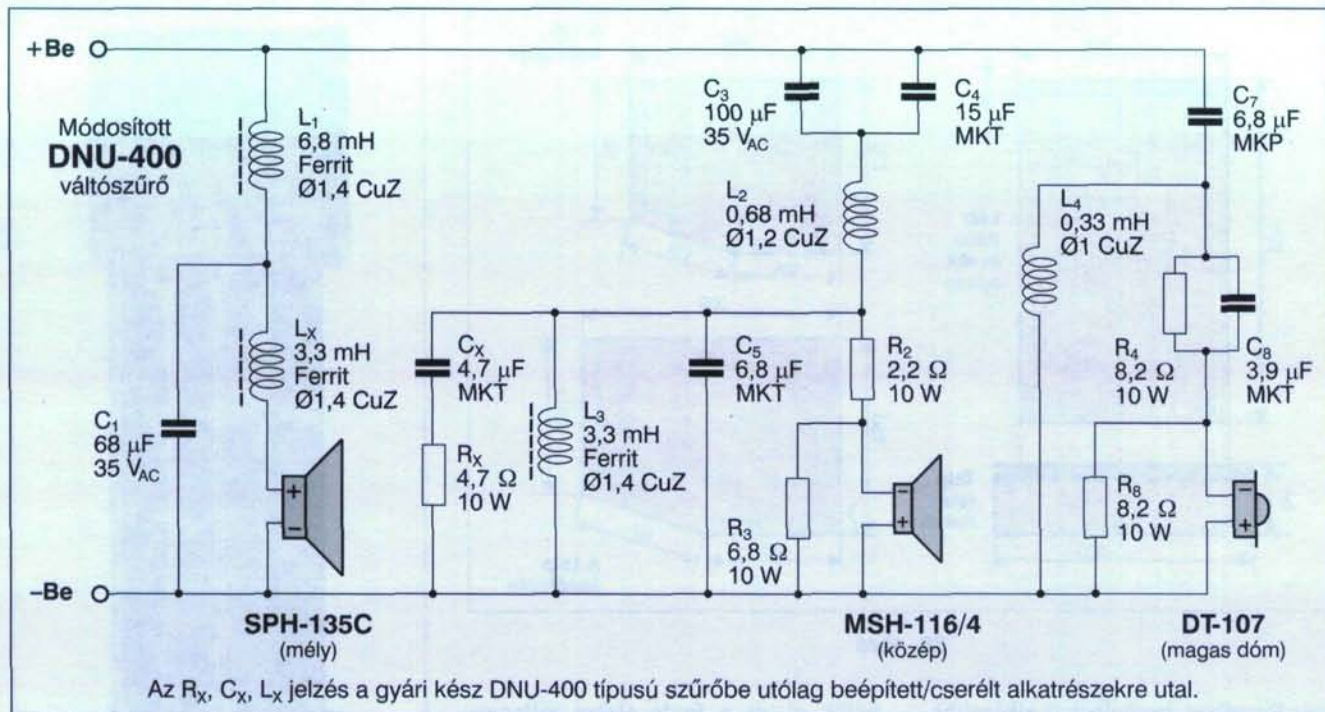 +Be
Módosított
DNU-400
váltószűrő
L1
6,8 mH
Ferrit
Ø1,4 CuZ
LX
3,3 mH
Ferrit
Ø1,4 CuZ
C1
68 µF
35 VAC
+
−
CX
4,7 µF
MKT
RX
4,7 Ω
10 W
L3
3,3 mH
Ferrit
Ø1,4 CuZ
C3
100 µF
35 VAC
C4
15 µF
MKT
L2
0,68 mH
Ø1,2 CuZ
C5
6,8 µF
MKT
R2
2,2 Ω
10 W
R3
6,8 Ω
10 W
−
+
C7
6,8 µF
MKP
L4
0,33 mH
Ø1 CuZ
R4
8,2 Ω
10 W
C8
3,9 µF
MKT
R8
8,2 Ω
10 W
−
+
−Be
SPH-135C
(mély)
MSH-116/4
(közép)
DT-107
(magas dóm)
Az RX, CX, LX jelzés a gyári kész DNU-400 típusú szűrőbe utólag beépített/cserélt alkatrészekre utal.